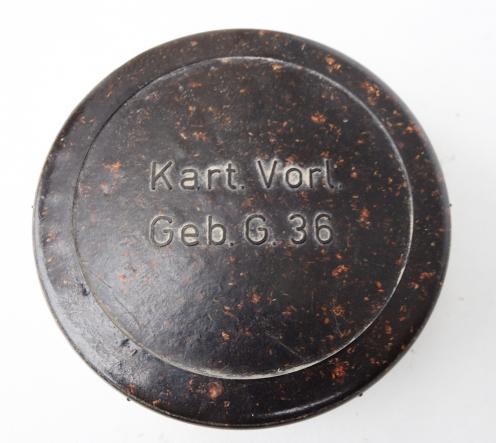 Kart. Vorl.
Geb. G. 36